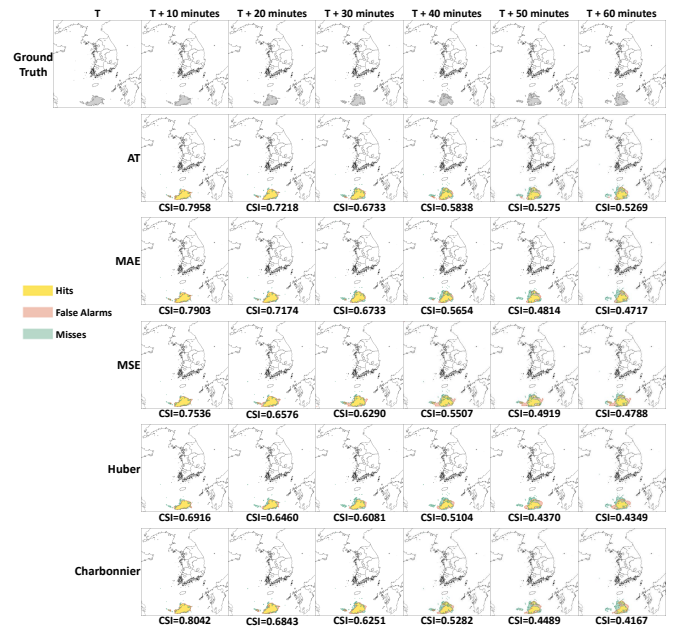 T T + 10 minutes T + 20 minutes T + 30 minutes T + 40 minutes T + 50 minutes T + 60 minutes
Ground
Truth
AT
CSI=0.7958 CSI=0.7218 CSI=0.6733 CSI=0.5838 CSI=0.5275 CSI=0.5269
MAE
CSI=0.7903 CSI=0.7174 CSI=0.6733 CSI=0.5654 CSI=0.4814 CSI=0.4717
Hits
False Alarms
Misses
MSE
CSI=0.7536 CSI=0.6576 CSI=0.6290 CSI=0.5507 CSI=0.4919 CSI=0.4788
Huber
CSI=0.6916 CSI=0.6460 CSI=0.6081 CSI=0.5104 CSI=0.4370 CSI=0.4349
Charbonnier
CSI=0.8042 CSI=0.6843 CSI=0.6251 CSI=0.5282 CSI=0.4489 CSI=0.4167